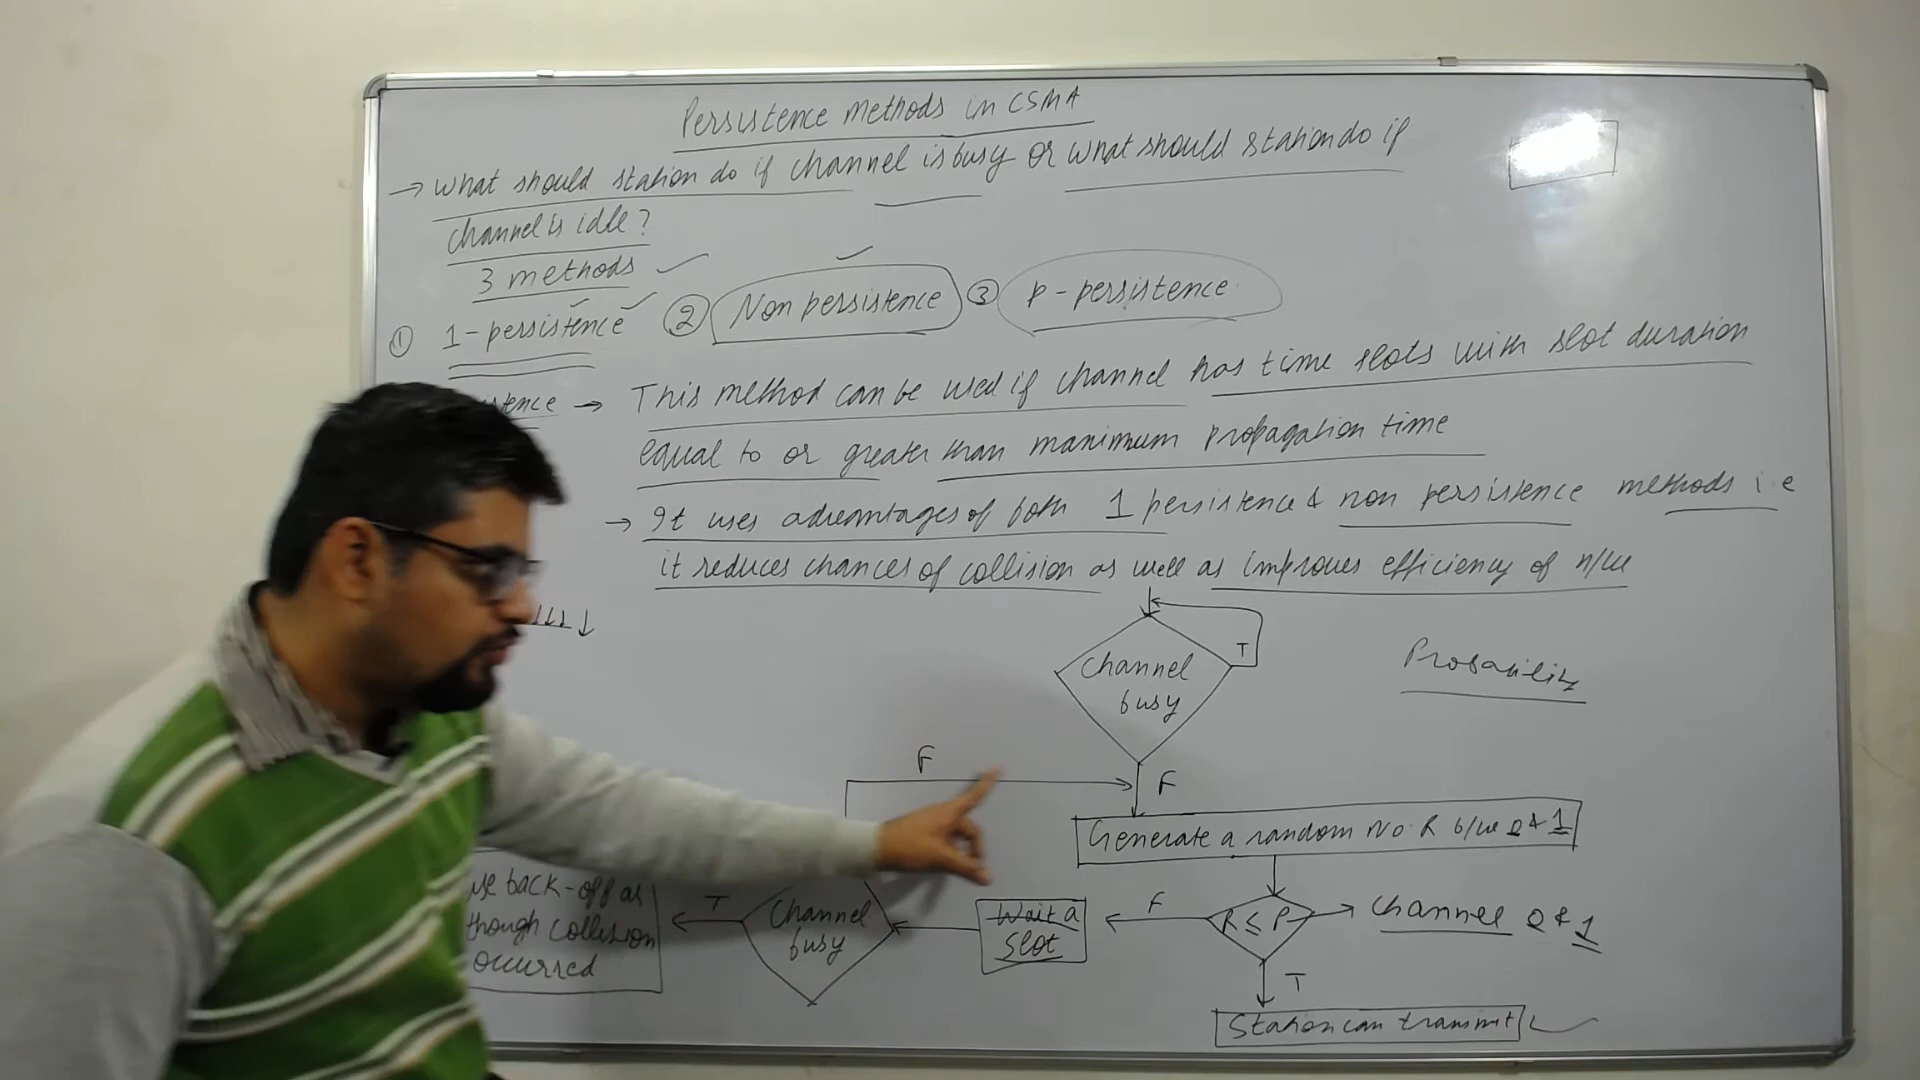 Persistence Methods in CSMA
→ What should station do if channel is busy or what should station do if
channel is idle?
3 methods
① 1-persistence ② Non persistence ③ p-persistence
→ This method can be used if channel has time slots with slot duration
equal to or greater than maximum propagation time
→ It uses advantages of both 1 persistence & non persistence methods i.e
it reduces chances of collision as well as improves efficiency of n/w
Channel
busy
T
Probability
F
F
Generate a random No R b/w 0 & 1
R ≤ P
Channel 0 & 1
F
Wait a
slot
Channel
busy
T
use back-off as
though collision
occurred
T
Station can transmit